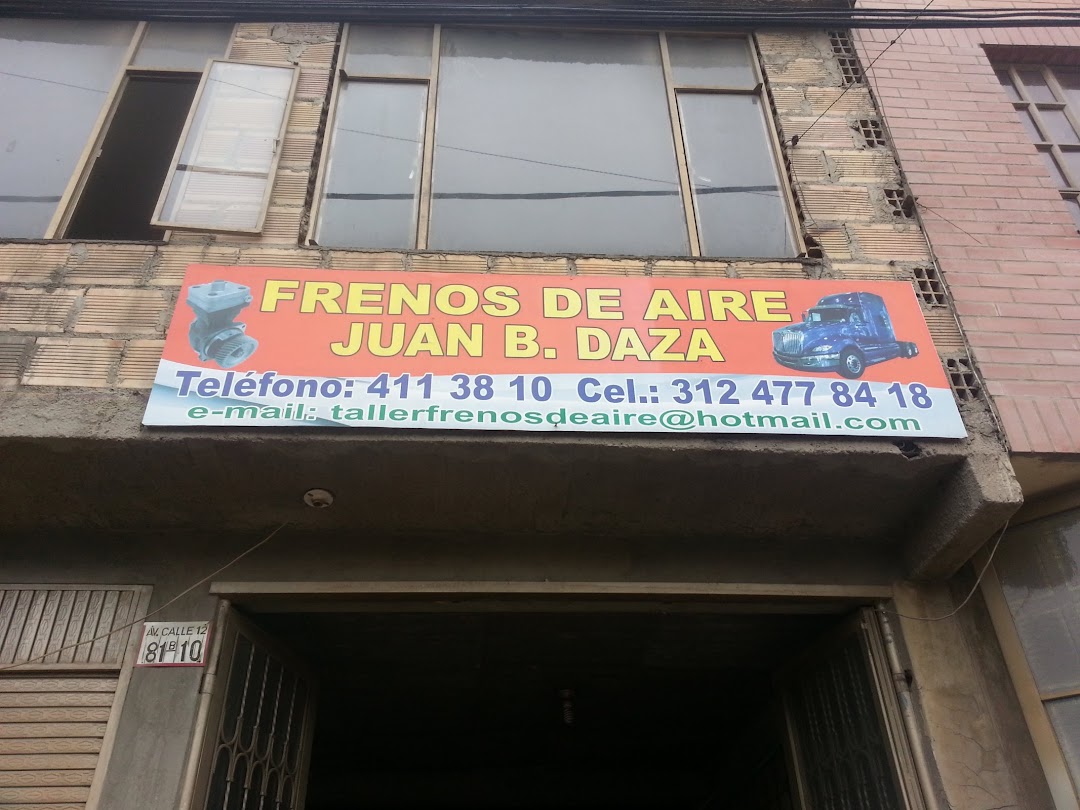 FRENOS DE AIRE
JUAN B. DAZA
Teléfono: 411 38 10 Cel.: 312 477 84 18
e-mail: tallerfrenosdeaire@hotmail.com
AV. CALLE 12
81 B 10